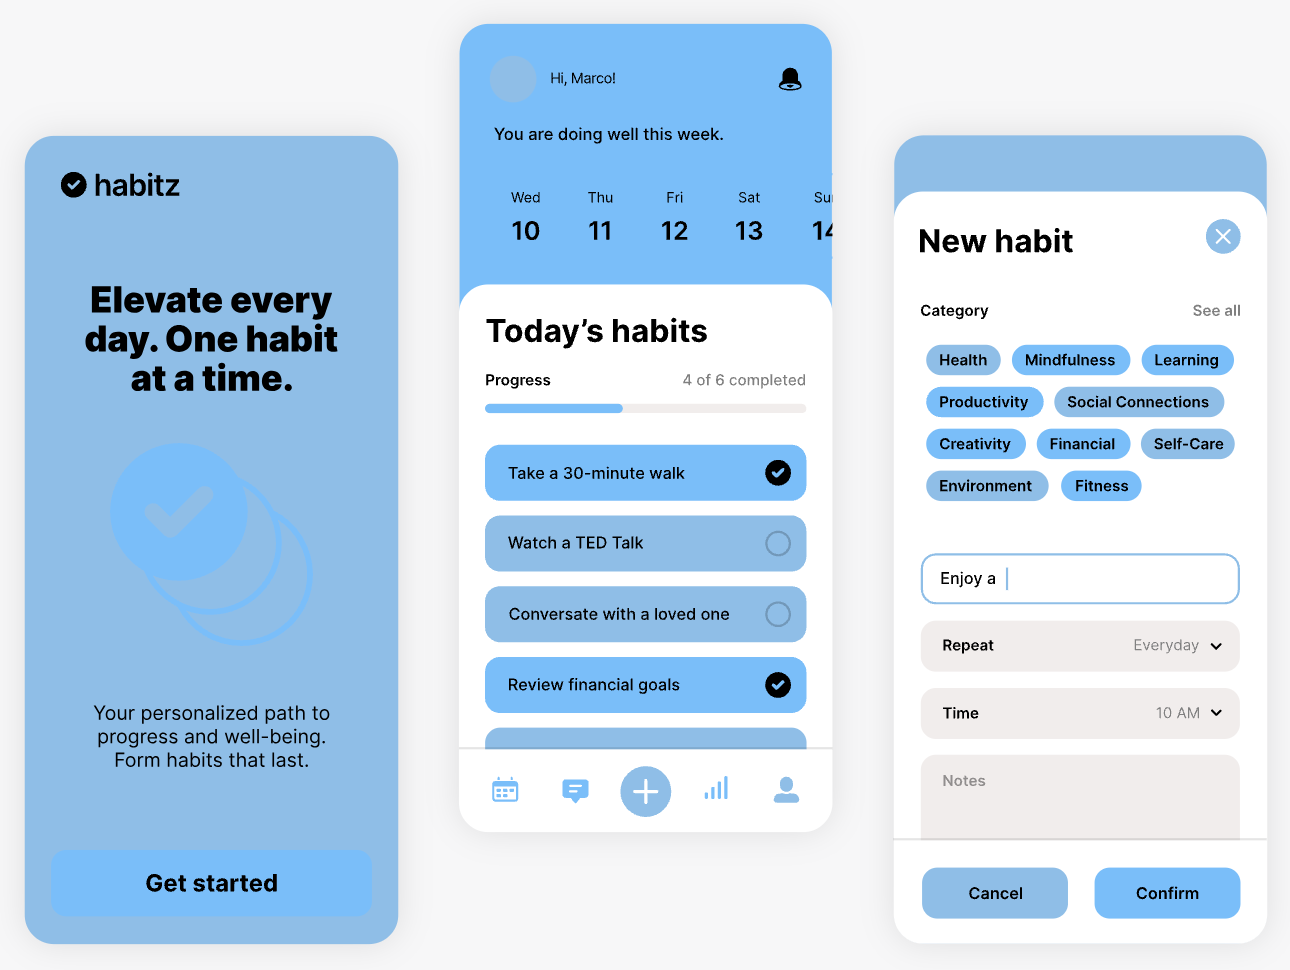 habitz
Elevate every
day. One habit
at a time.
Your personalized path to
progress and well-being.
Form habits that last.
Get started
Hi, Marco!
You are doing well this week.
Wed Thu Fri Sat Sun
10 11 12 13 14
Today's habits
Progress 4 of 6 completed
Take a 30-minute walk
Watch a TED Talk
Conversate with a loved one
Review financial goals
New habit
Category See all
Health Mindfulness Learning
Productivity Social Connections
Creativity Financial Self-Care
Environment Fitness
Enjoy a
Repeat Everyday
Time 10 AM
Notes
Cancel Confirm